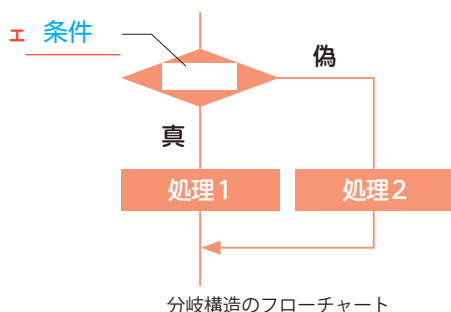 エ 条件
偽
真
処理1
処理2
分岐構造のフローチャート